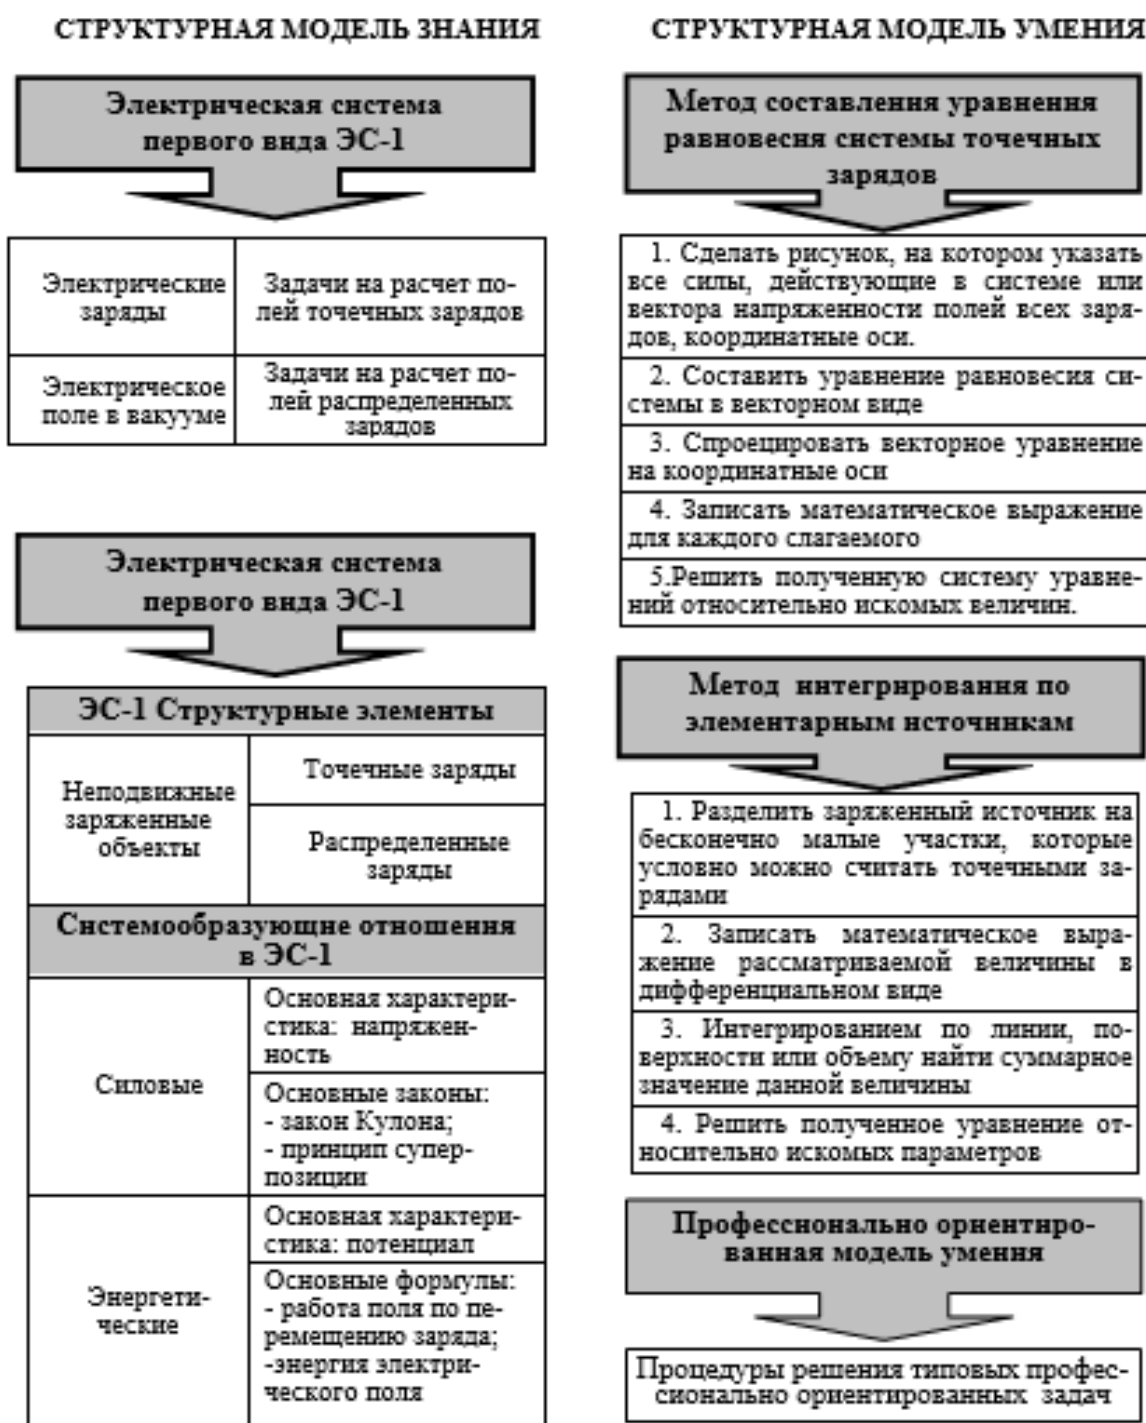 СТРУКТУРНАЯ МОДЕЛЬ ЗНАНИЯ
Электрическая система
первого вида ЭС-1
Электрические
заряды
Задачи на расчет по-
лей точечных зарядов
Электрическое
поле в вакууме
Задачи на расчет по-
лей распределенных
зарядов
Электрическая система
первого вида ЭС-1
ЭС-1 Структурные элементы
Неподвижные
заряженные
объекты
Точечные заряды
Распределенные
заряды
Системообразующие отношения
в ЭС-1
Силовые
Основная характери-
стика: напряжен-
ность
Основные законы:
- закон Кулона;
- принцип супер-
позиции
Энергети-
ческие
Основная характери-
стика: потенциал
Основные формулы:
- работа поля по пе-
ремещению заряда;
-энергия электри-
ческого поля
СТРУКТУРНАЯ МОДЕЛЬ УМЕНИЯ
Метод составления уравнения
равновесия системы точечных
зарядов
1. Сделать рисунок, на котором указать
все силы, действующие в системе или
вектора напряженности полей всех заря-
дов, координатные оси.
2. Составить уравнение равновесия си-
стемы в векторном виде
3. Спроецировать векторное уравнение
на координатные оси
4. Записать математическое выражение
для каждого слагаемого
5.Решить полученную систему уравне-
ний относительно искомых величин.
Метод интегрирования по
элементарным источникам
1. Разделить заряженный источник на
бесконечно малые участки, которые
условно можно считать точечными за-
рядами
2. Записать математическое выра-
жение рассматриваемой величины в
дифференциальном виде
3. Интегрированием по линии, по-
верхности или объему найти суммарное
значение данной величины
4. Решить полученное уравнение от-
носительно искомых параметров
Профессионально ориентиро-
ванная модель умения
Процедуры решения типовых профес-
сионально ориентированных задач